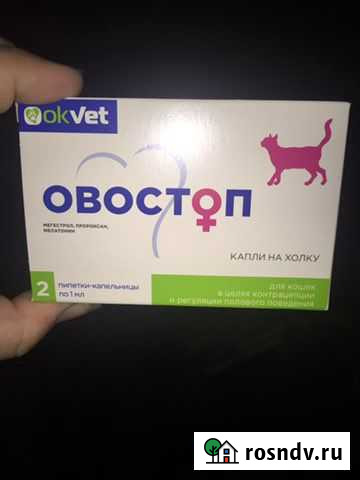 okvet
ОВОСТОП
МЕГЕСТРОЛ, ПРОРОКСАН,
МЕЛАТОНИН
КАПЛИ НА ХОЛКУ
2 пипетки-капельницы
по 1 мл
для кошек
в целях контрацепции
и регуляции полового поведения
rosndv.ru